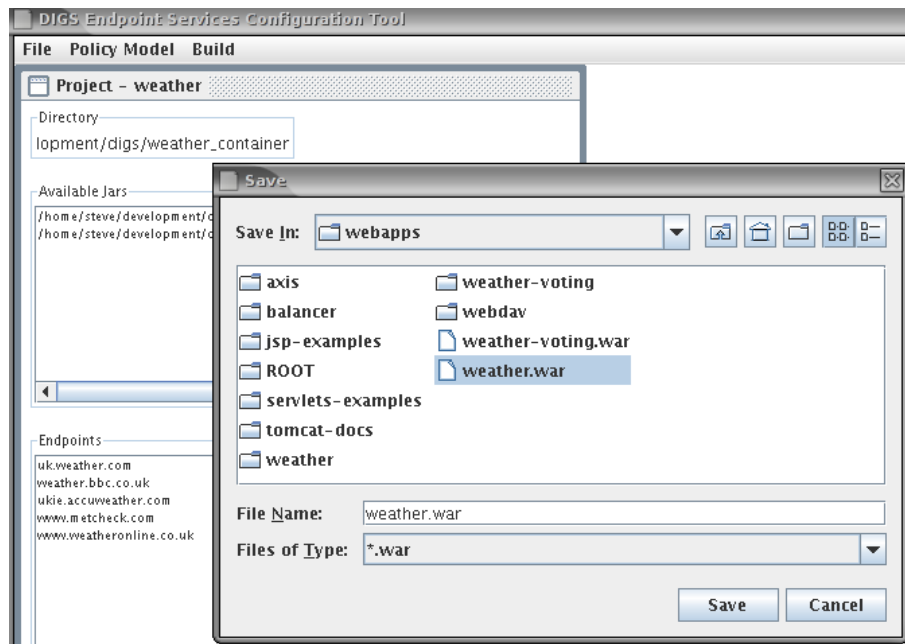 DIGS Endpoint Services Configuration Tool
File Policy Model Build
Project - weather
Directory
lopment/digs/weather_container
Available Jars
/home/steve/development/
/home/steve/development/
Endpoints
uk.weather.com
weather.bbc.co.uk
ukie.accuweather.com
www.metcheck.com
www.weatheronline.co.uk
Save
Save In: webapps
axis
balancer
jsp-examples
ROOT
servlets-examples
tomcat-docs
weather
weather-voting
webdav
weather-voting.war
weather.war
File Name: weather.war
Files of Type: *.war
Save Cancel